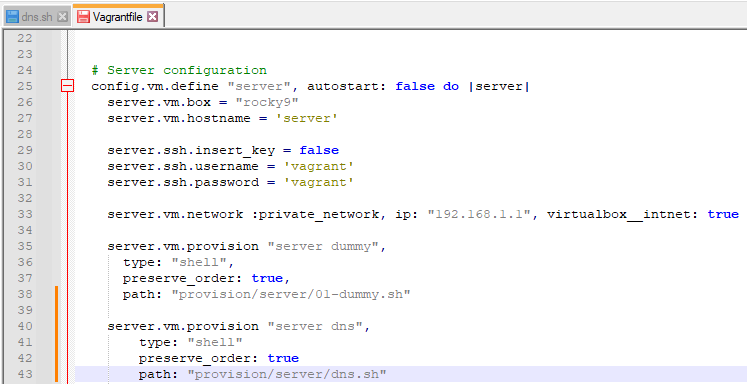 dns.sh Vagrantfile
22
23
24 # Server configuration
25 config.vm.define "server", autostart: false do |server|
26 server.vm.box = "rocky9"
27 server.vm.hostname = 'server'
28
29 server.ssh.insert_key = false
30 server.ssh.username = 'vagrant'
31 server.ssh.password = 'vagrant'
32
33 server.vm.network :private_network, ip: "192.168.1.1", virtualbox__intnet: true
34
35 server.vm.provision "server dummy",
36 type: "shell",
37 preserve_order: true,
38 path: "provision/server/01-dummy.sh"
39
40 server.vm.provision "server dns",
41 type: "shell"
42 preserve_order: true
43 path: "provision/server/dns.sh"